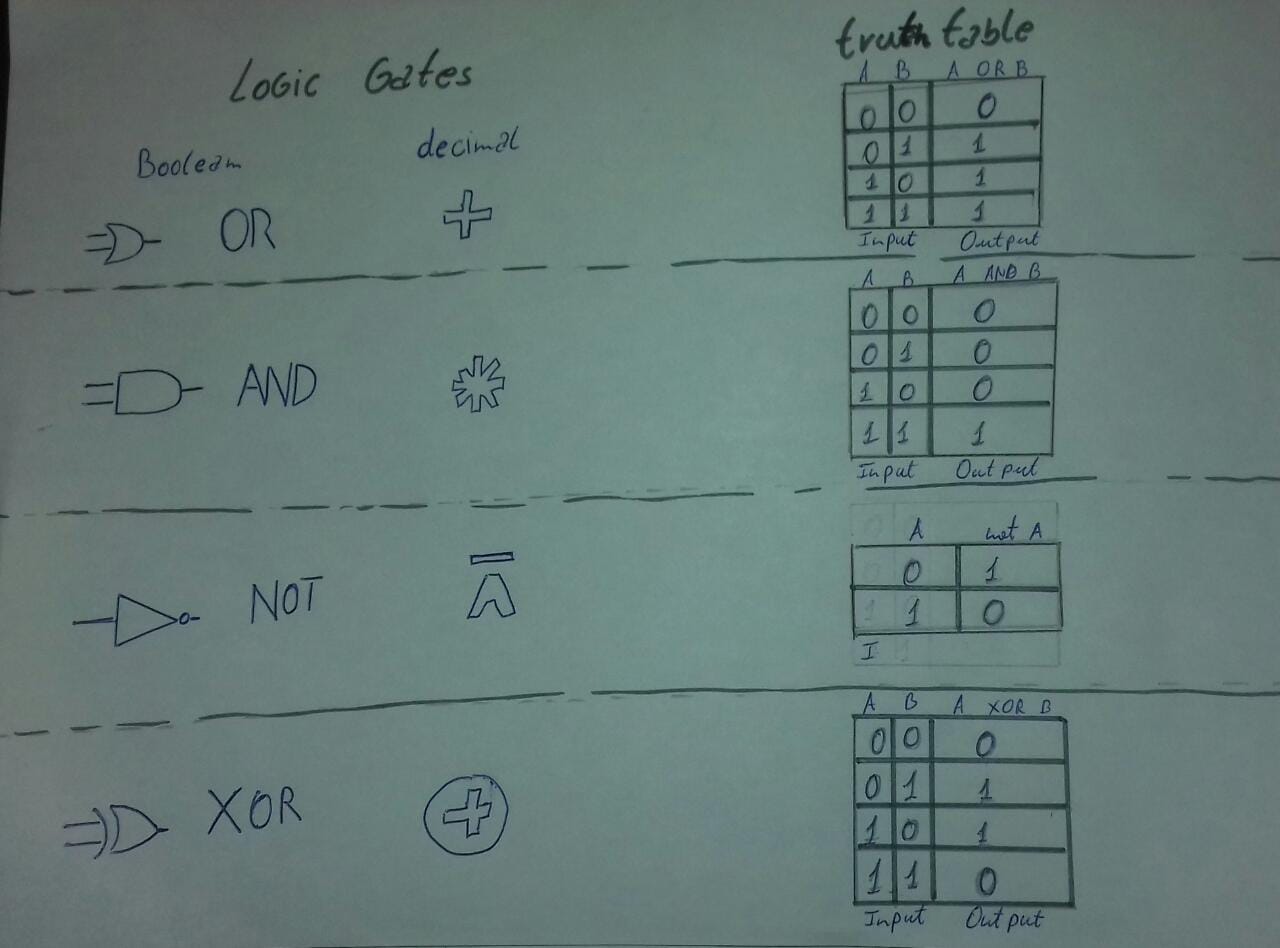 Logic Gates
truth table
Boolean decimal
A B A OR B
0 0 0
0 1 1
1 0 1
1 1 1
Input Output
OR +
A B A AND B
0 0 0
0 1 0
1 0 0
1 1 1
Input Output
AND *
A not A
0 1
1 0
I
NOT Ā
A B A XOR B
0 0 0
0 1 1
1 0 1
1 1 0
Input Output
XOR ⊕